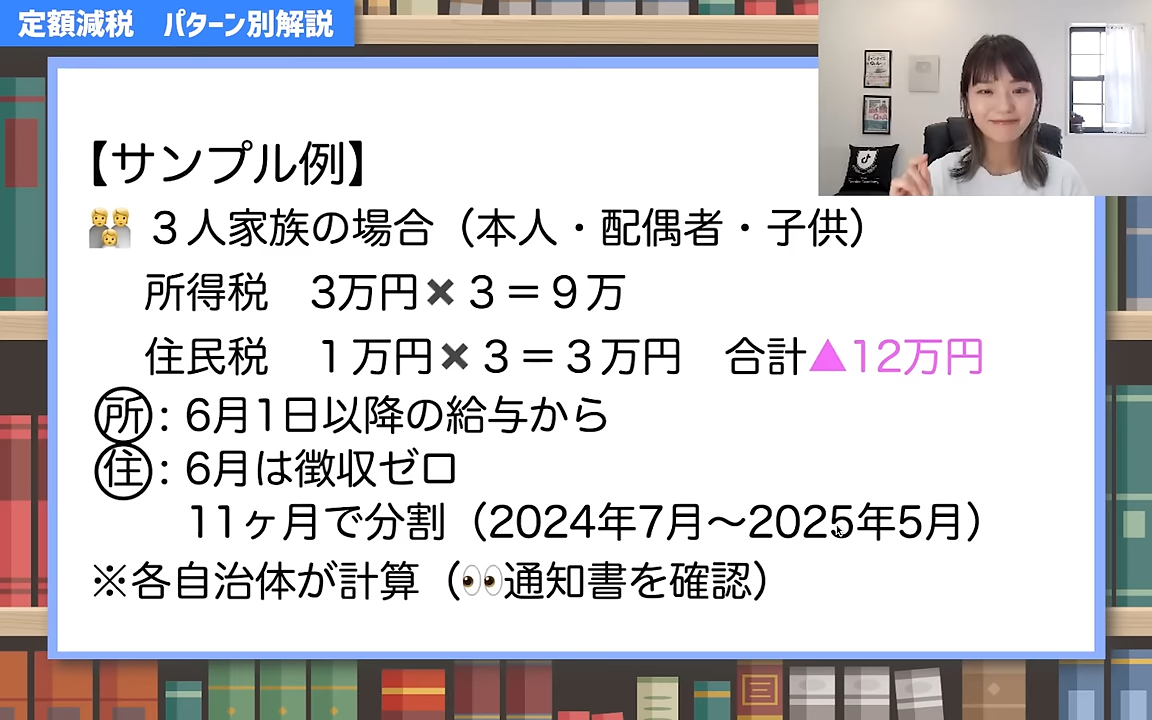 定額減税　パターン別解説
【サンプル例】
３人家族の場合（本人・配偶者・子供）
所得税　3万円✖３＝９万
住民税　１万円✖３＝３万円　合計▲12万円
㋐所：6月1日以降の給与から
住：6月は徴収ゼロ
11ヶ月で分割（2024年7月〜2025年5月）
※各自治体が計算（👀通知書を確認）